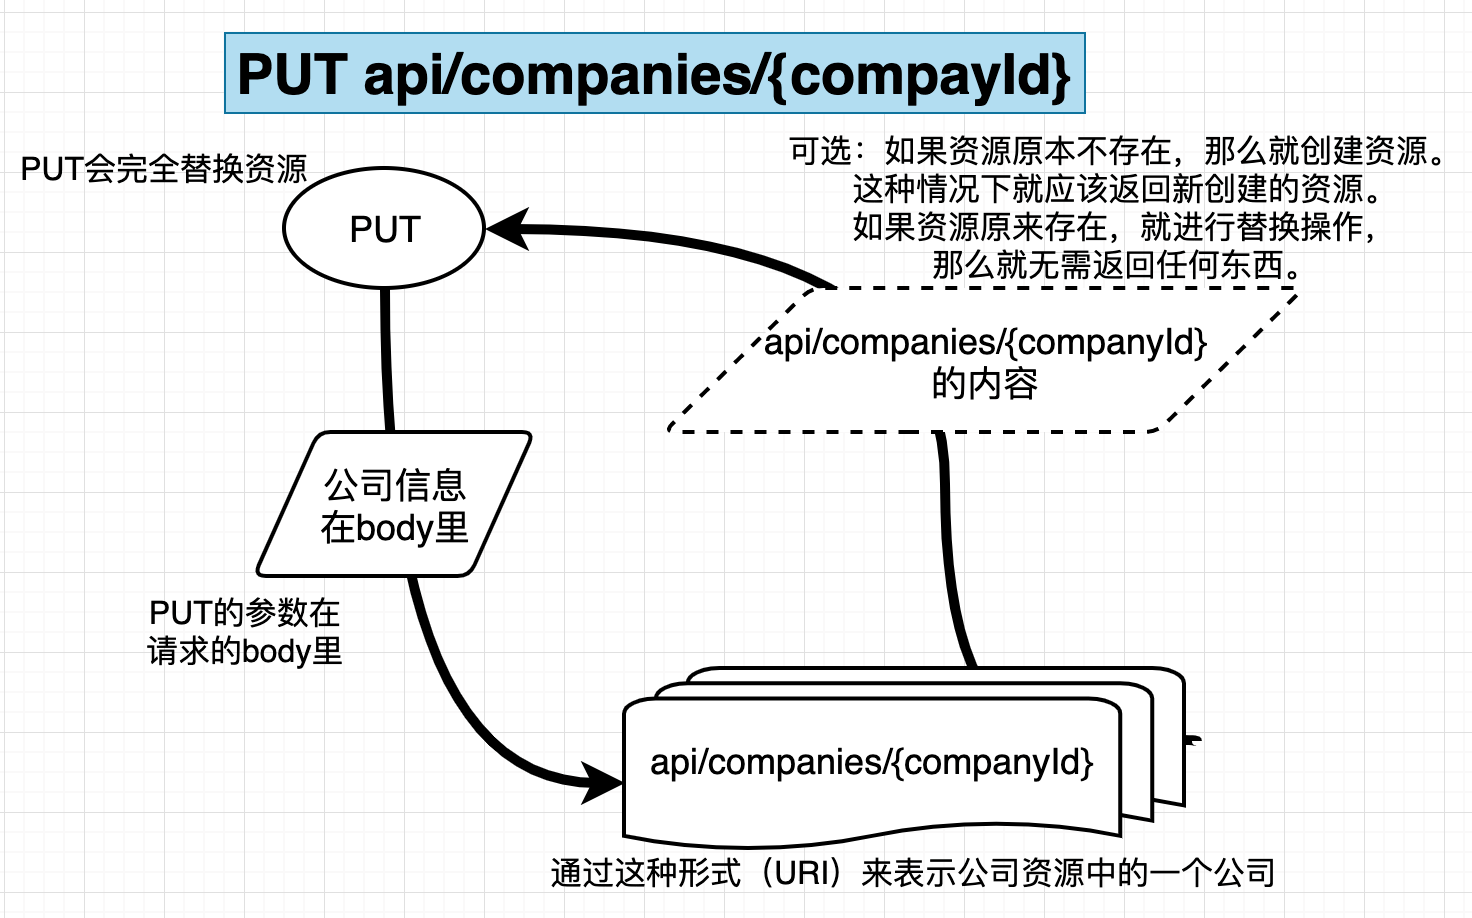 PUT api/companies/{compayId}
PUT会完全替换资源
可选：如果资源原本不存在，那么就创建资源。
这种情况下就应该返回新创建的资源。
如果资源原来存在，就进行替换操作，
那么就无需返回任何东西。
PUT
api/companies/{companyId}
的内容
公司信息
在body里
PUT的参数在
请求的body里
api/companies/{companyId}
通过这种形式（URI）来表示公司资源中的一个公司